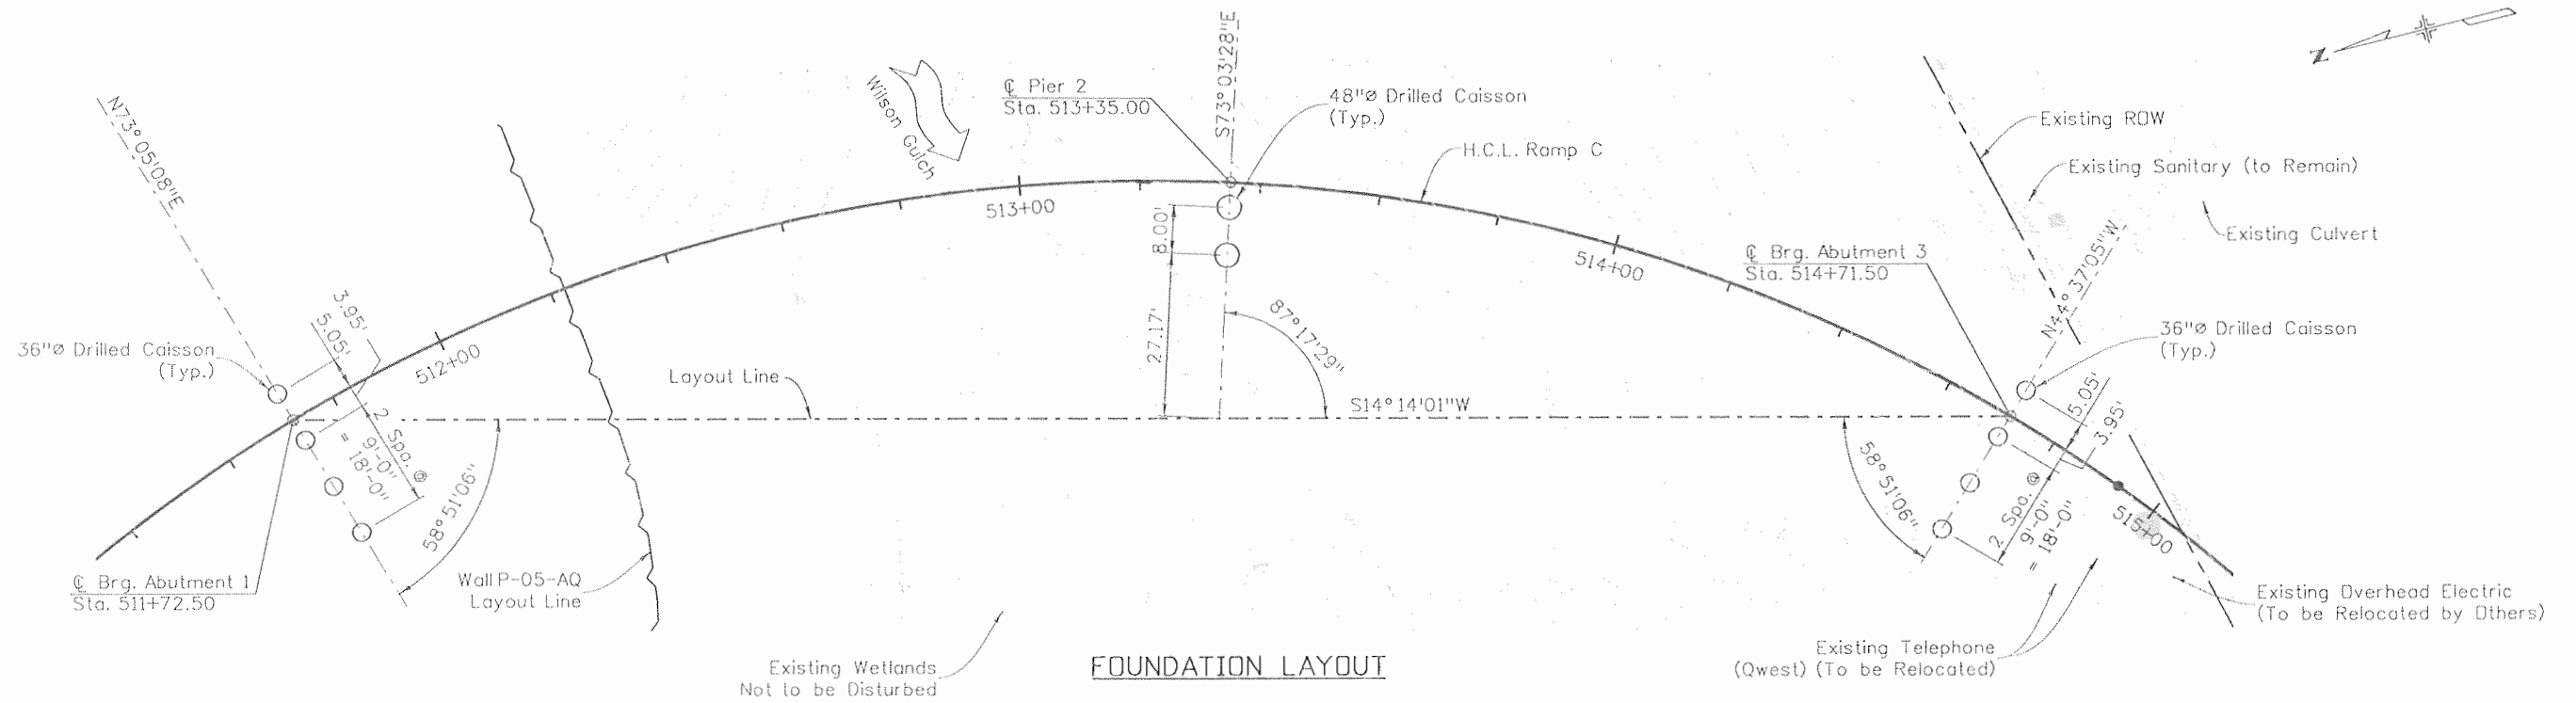 N73°05'08"E
36"ø Drilled Caisson
(Typ.)
3.95'
5.05'
2 Spa. @
9'-0"
= 18'-0"
58°51'06"
℄ Brg. Abutment 1
Sta. 511+72.50
512+00
Wall P-05-AQ
Layout Line
Layout Line
Wilson Gulch
℄ Pier 2
Sta. 513+35.00
S73°03'28"E
48"ø Drilled Caisson
(Typ.)
H.C.L. Ramp C
513+00
8.00'
27.17'
87°17'29"
S14°14'01"W
514+00
℄ Brg. Abutment 3
Sta. 514+71.50
N
Existing ROW
Existing Sanitary (to Remain)
Existing Culvert
N44°37'05"W
36"ø Drilled Caisson
(Typ.)
5.05'
3.95'
2 Spa. @
9'-0"
= 18'-0"
58°51'06"
515+00
Existing Overhead Electric
(To be Relocated by Others)
Existing Telephone
(Qwest) (To be Relocated)
Existing Wetlands
Not to be Disturbed
FOUNDATION LAYOUT